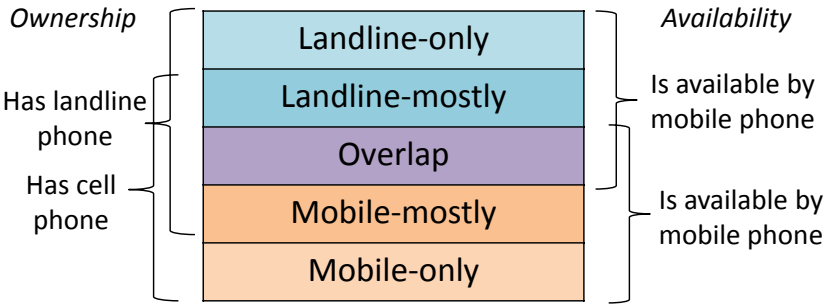 Ownership
Availability
Landline-only
Landline-mostly
Overlap
Mobile-mostly
Mobile-only
Has landline
phone
Has cell
phone
Is available by
mobile phone
Is available by
mobile phone